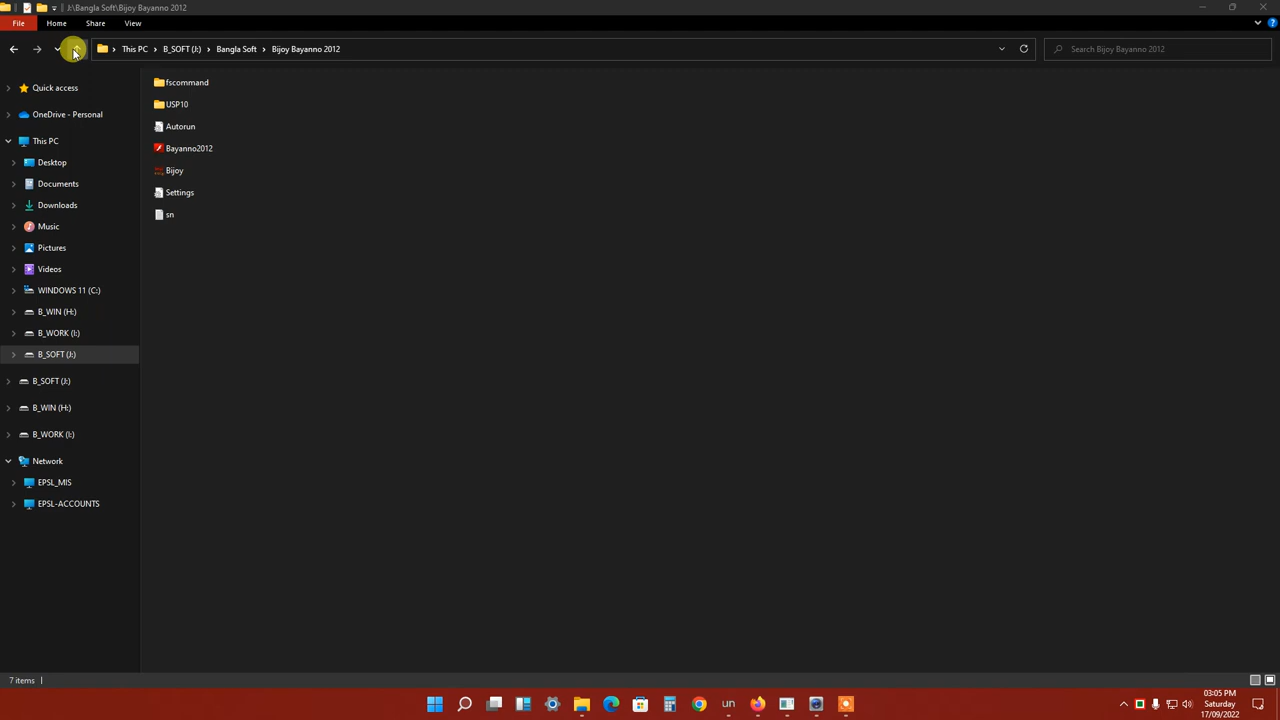 J:\Bangla Soft\Bijoy Bayanno 2012
File Home Share View
This PC B_SOFT (J:) Bangla Soft Bijoy Bayanno 2012
Search Bijoy Bayanno 2012
Quick access
OneDrive - Personal
This PC
Desktop
Documents
Downloads
Music
Pictures
Videos
WINDOWS 11 (C:)
B_WIN (H:)
B_WORK (I:)
B_SOFT (J:)
B_SOFT (J:)
B_WIN (H:)
B_WORK (I:)
Network
EPSL_MIS
EPSL-ACCOUNTS
fscommand
USP10
Autorun
Bayanno2012
Bijoy
Settings
sn
7 items
un
03:05 PM
Saturday
17/09/2022